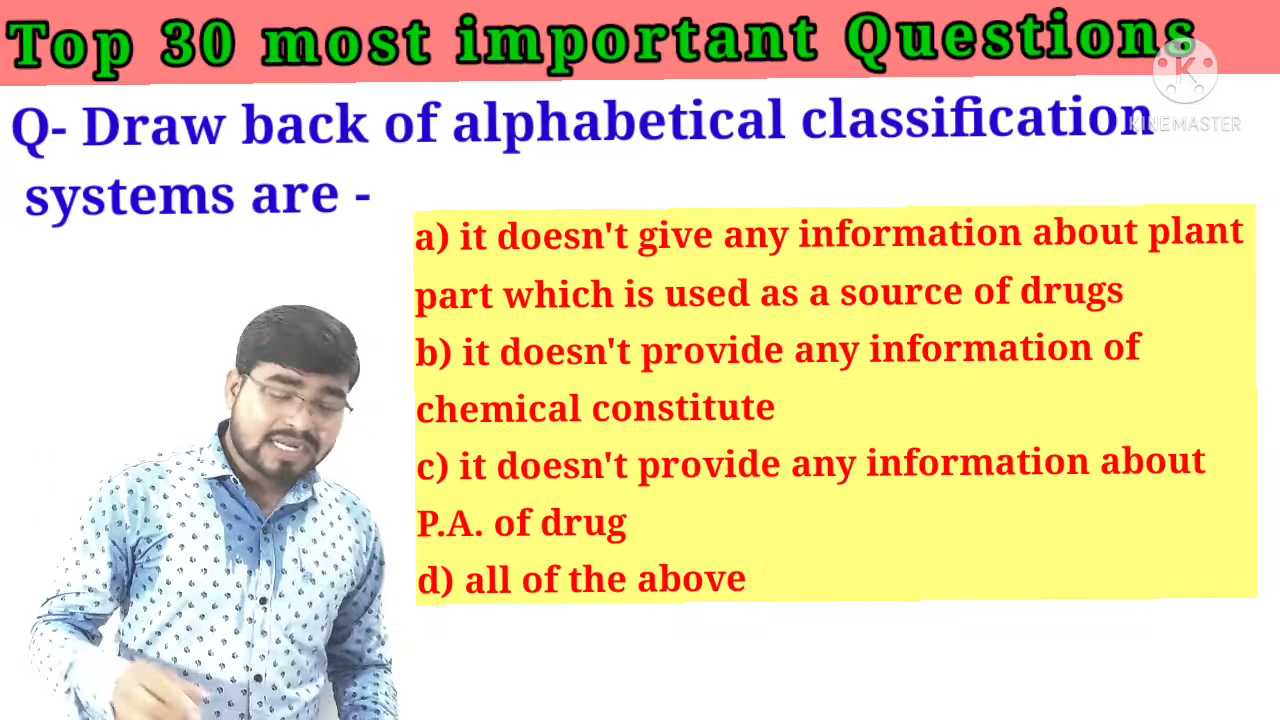 Top 30 most important Questions
K
KINEMASTER
Q- Draw back of alphabetical classification
systems are -
a) it doesn't give any information about plant
part which is used as a source of drugs
b) it doesn't provide any information of
chemical constitute
c) it doesn't provide any information about
P.A. of drug
d) all of the above